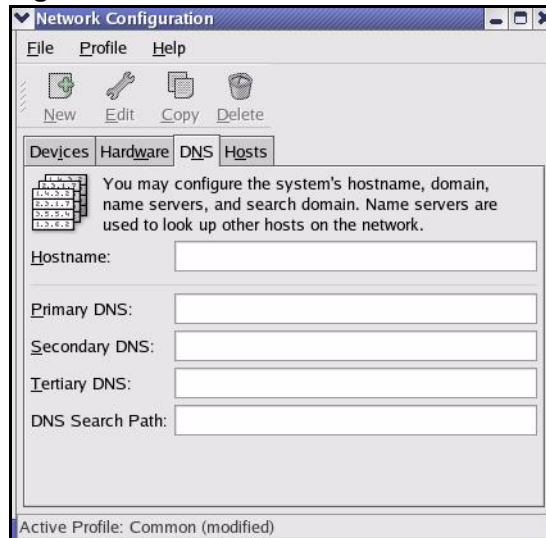 Network Configuration
File Profile Help
New Edit Copy Delete
Devices Hardware DNS Hosts
You may configure the system's hostname, domain,
name servers, and search domain. Name servers are
used to look up other hosts on the network.
Hostname:
Primary DNS:
Secondary DNS:
Tertiary DNS:
DNS Search Path:
Active Profile: Common (modified)